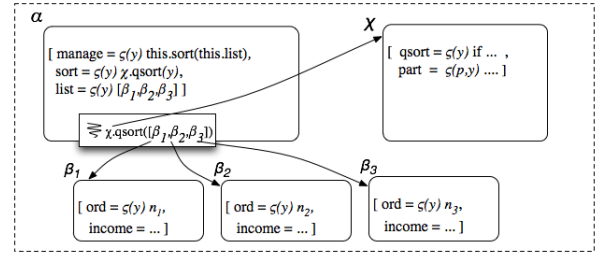 α
χ
[ manage = ς(y) this.sort(this.list),
sort = ς(y) χ.qsort(y),
list = ς(y) [β₁,β₂,β₃] ]
[ qsort = ς(y) if ... ,
part = ς(p,y) .... ]
χ.qsort([β₁,β₂,β₃])
β₁
β₂
β₃
[ ord = ς(y) n₁,
income = ... ]
[ ord = ς(y) n₂,
income = ... ]
[ ord = ς(y) n₃,
income = ... ]